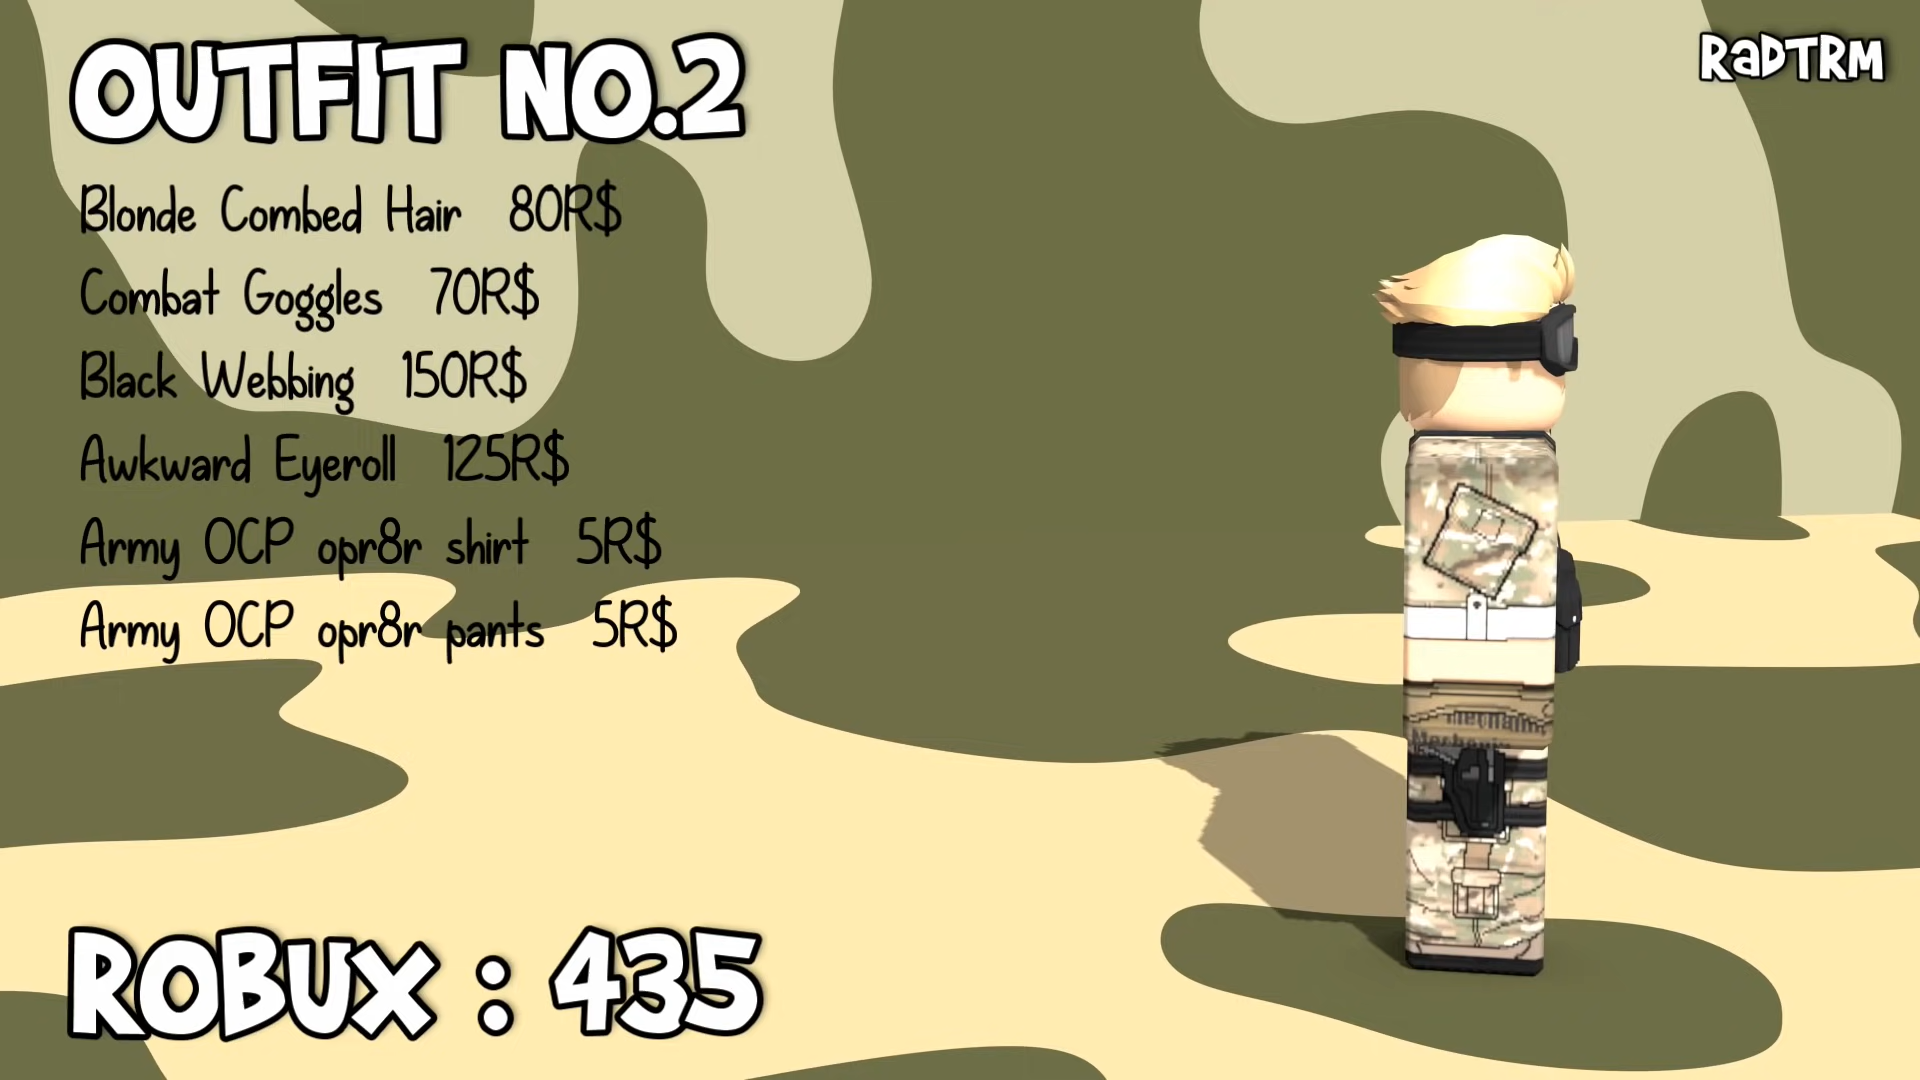 OUTFIT NO.2
RADTRM
Blonde Combed Hair 80R$
Combat Goggles 70R$
Black Webbing 150R$
Awkward Eyeroll 125R$
Army OCP opr8r shirt 5R$
Army OCP opr8r pants 5R$
ROBUX : 435